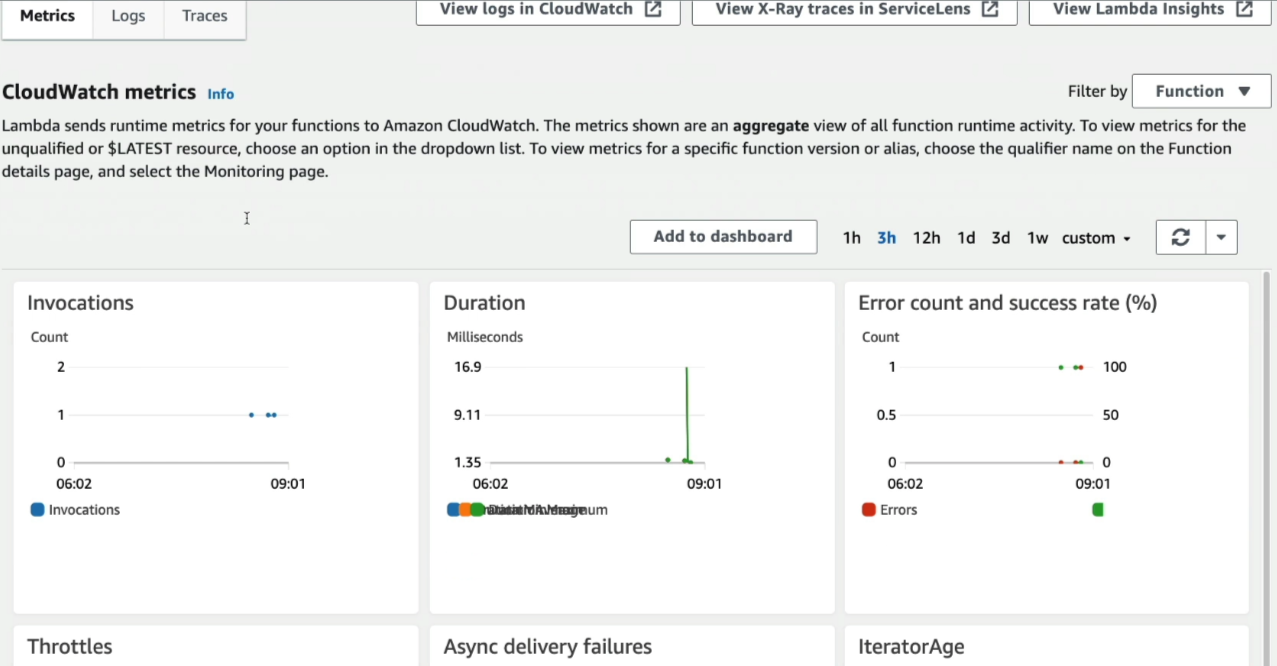 Metrics Logs Traces View logs in CloudWatch View X-Ray traces in ServiceLens View Lambda Insights
CloudWatch metrics Info Filter by Function
Lambda sends runtime metrics for your functions to Amazon CloudWatch. The metrics shown are an aggregate view of all function runtime activity. To view metrics for the
unqualified or $LATEST resource, choose an option in the dropdown list. To view metrics for a specific function version or alias, choose the qualifier name on the Function
details page, and select the Monitoring page.
Add to dashboard 1h 3h 12h 1d 3d 1w custom
Invocations
Count
2
1
0
06:02 09:01
Invocations
Duration
Milliseconds
16.9
9.11
1.35
06:02 09:01
Error count and success rate (%)
Count
1 100
0.5 50
0 0
06:02 09:01
Errors
Throttles
Async delivery failures
IteratorAge